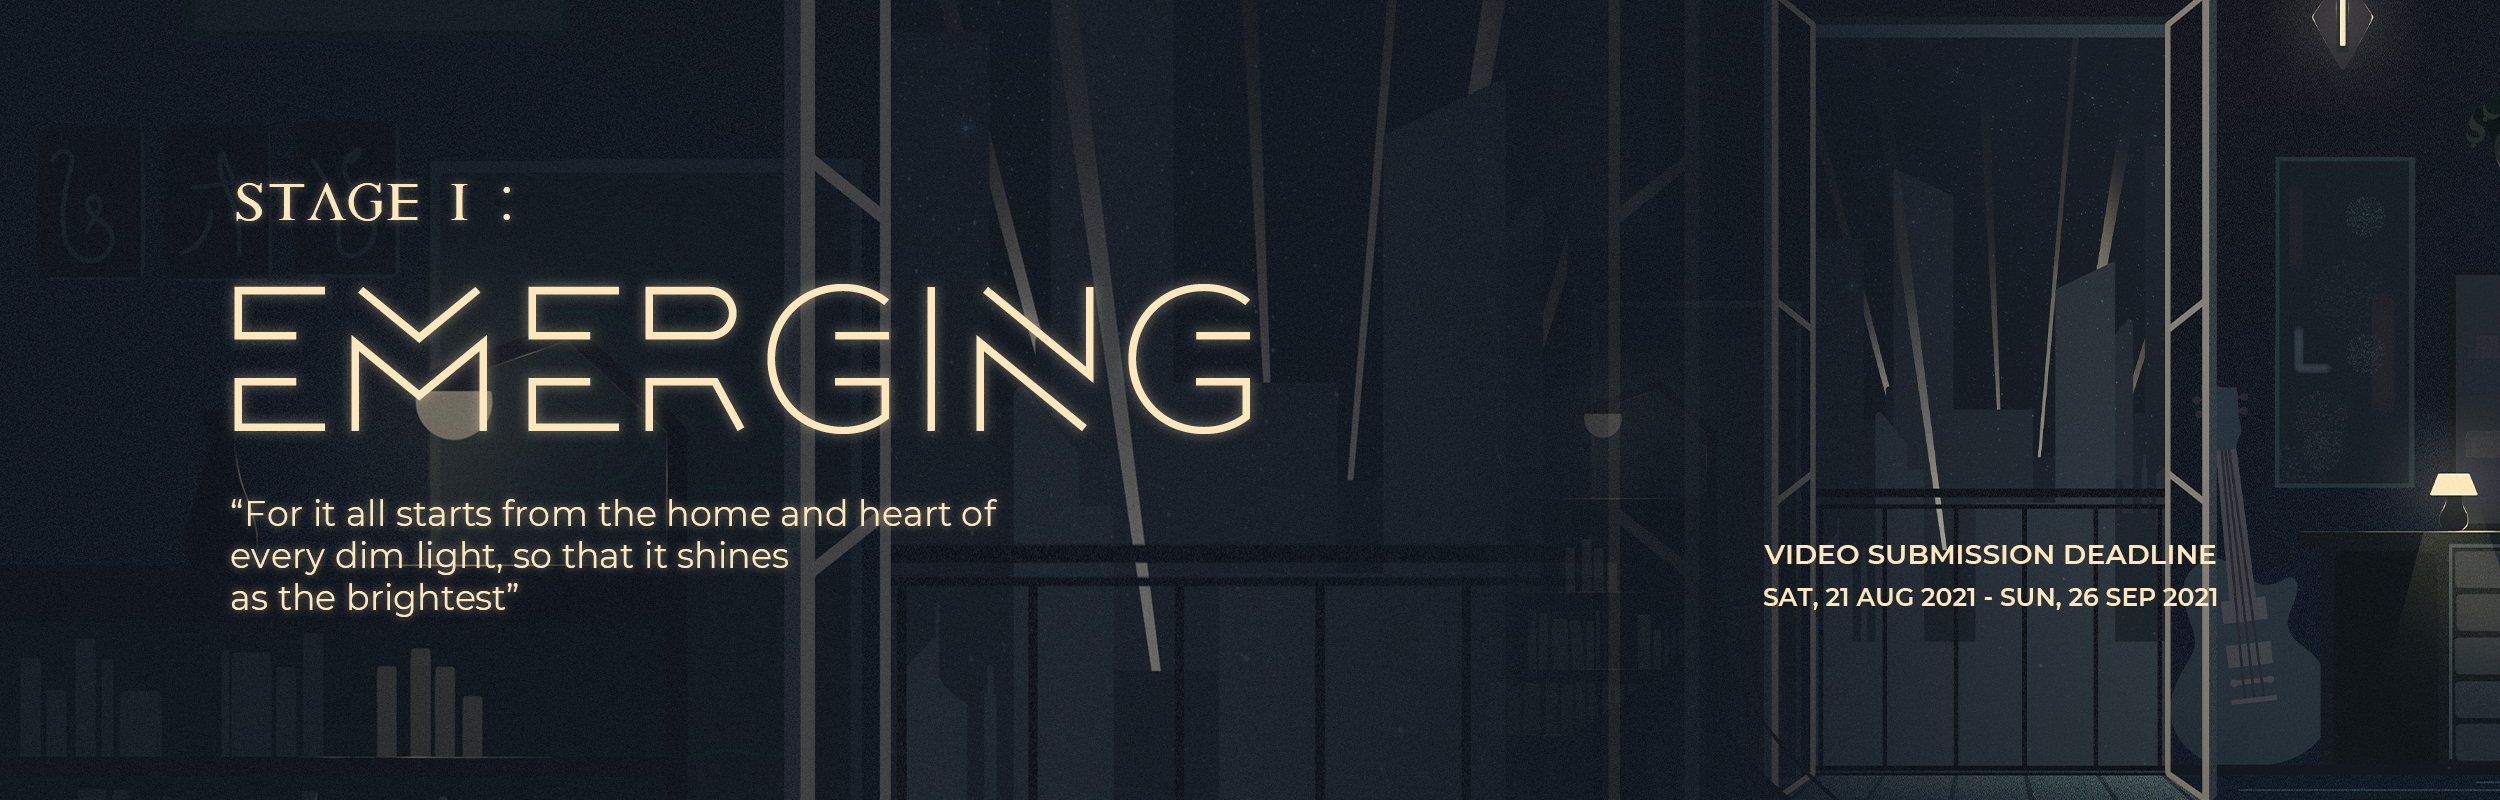 STAGE I :
EMERGING
“For it all starts from the home and heart of
every dim light, so that it shines
as the brightest”
VIDEO SUBMISSION DEADLINE
SAT, 21 AUG 2021 - SUN, 26 SEP 2021